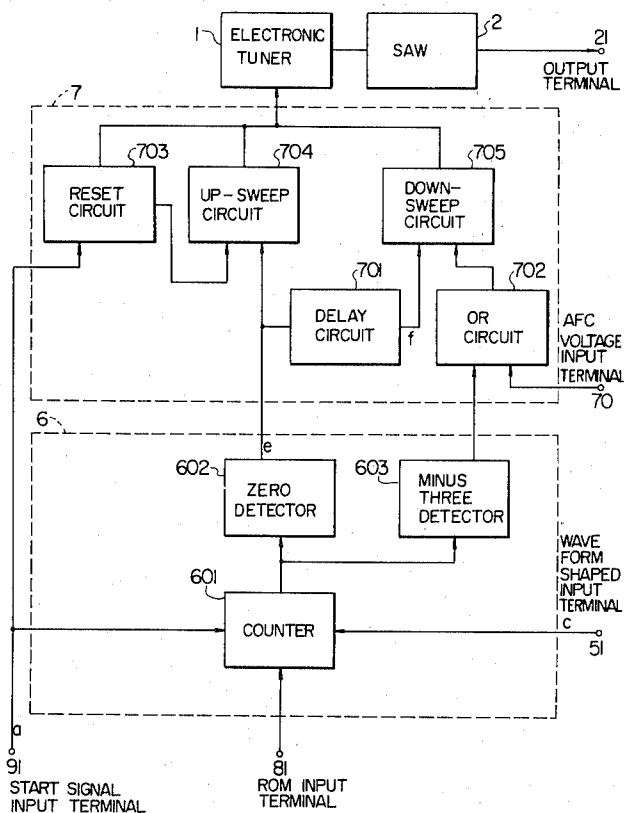 1
ELECTRONIC
TUNER
2
SAW
21
OUTPUT
TERMINAL
7
703
RESET
CIRCUIT
704
UP-SWEEP
CIRCUIT
705
DOWN-
SWEEP
CIRCUIT
701
DELAY
CIRCUIT
f
702
OR
CIRCUIT
AFC
VOLTAGE
INPUT
TERMINAL
70
6
e
602
ZERO
DETECTOR
603
MINUS
THREE
DETECTOR
601
COUNTER
WAVE
FORM
SHAPED
INPUT
TERMINAL
c
51
a
91
START SIGNAL
INPUT TERMINAL
81
ROM INPUT
TERMINAL